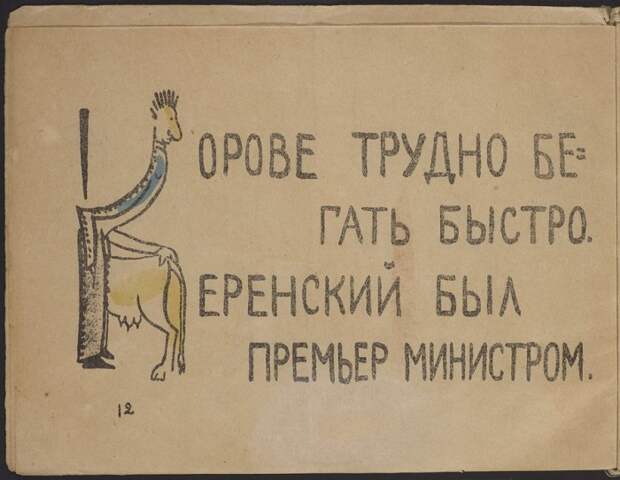 КОРОВЕ ТРУДНО БЕ=
ГАТЬ БЫСТРО.
КЕРЕНСКИЙ БЫЛ
ПРЕМЬЕР МИНИСТРОМ.
12